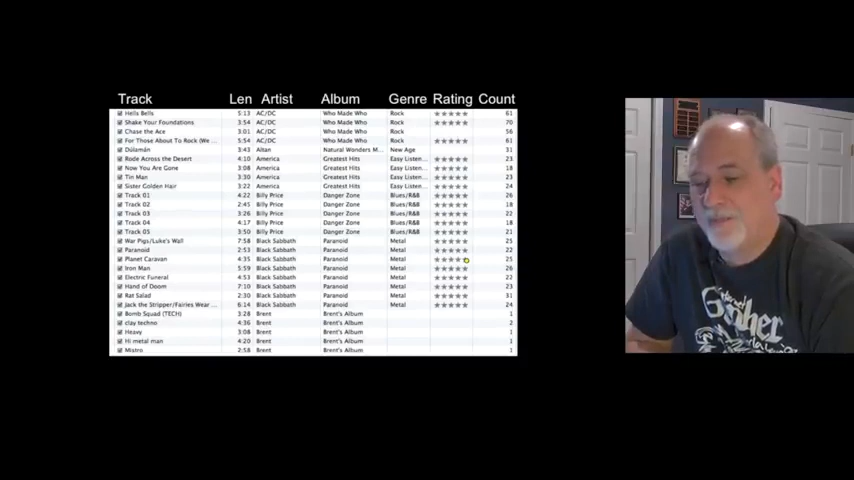 Track Len Artist Album Genre Rating Count
Hells Bells 5:13 AC/DC Who Made Who Rock ★★★★★ 61
Shake Your Foundations 3:54 AC/DC Who Made Who Rock ★★★★★ 70
Chase the Ace 3:01 AC/DC Who Made Who Rock 56
For Those About To Rock (We ... 5:54 AC/DC Who Made Who Rock ★★★★★ 61
Dúlamán 3:43 Altan Natural Wonders M... New Age 31
Rode Across the Desert 4:10 America Greatest Hits Easy Listen... ★★★★★ 23
Now You Are Gone 3:08 America Greatest Hits Easy Listen... ★★★★★ 18
Tin Man 3:30 America Greatest Hits Easy Listen... ★★★★★ 23
Sister Golden Hair 3:22 America Greatest Hits Easy Listen... ★★★★★ 24
Track 01 4:22 Billy Price Danger Zone Blues/R&B ★★★★★ 26
Track 02 2:45 Billy Price Danger Zone Blues/R&B ★★★★★ 18
Track 03 3:26 Billy Price Danger Zone Blues/R&B ★★★★★ 22
Track 04 4:17 Billy Price Danger Zone Blues/R&B ★★★★★ 18
Track 05 3:50 Billy Price Danger Zone Blues/R&B ★★★★★ 21
War Pigs/Luke's Wall 7:58 Black Sabbath Paranoid Metal ★★★★★ 25
Paranoid 2:53 Black Sabbath Paranoid Metal ★★★★★ 22
Planet Caravan 4:35 Black Sabbath Paranoid Metal ★★★★★ 25
Iron Man 5:59 Black Sabbath Paranoid Metal ★★★★★ 26
Electric Funeral 4:53 Black Sabbath Paranoid Metal ★★★★★ 22
Hand of Doom 7:10 Black Sabbath Paranoid Metal ★★★★★ 23
Rat Salad 2:30 Black Sabbath Paranoid Metal ★★★★★ 31
Jack the Stripper/Fairies Wear ... 6:14 Black Sabbath Paranoid Metal ★★★★★ 24
Bomb Squad (TECH) 3:28 Brent Brent's Album 1
clay techno 4:36 Brent Brent's Album 2
Heavy 3:08 Brent Brent's Album 1
Hi metal man 4:20 Brent Brent's Album 1
Mistro 2:58 Brent Brent's Album 1